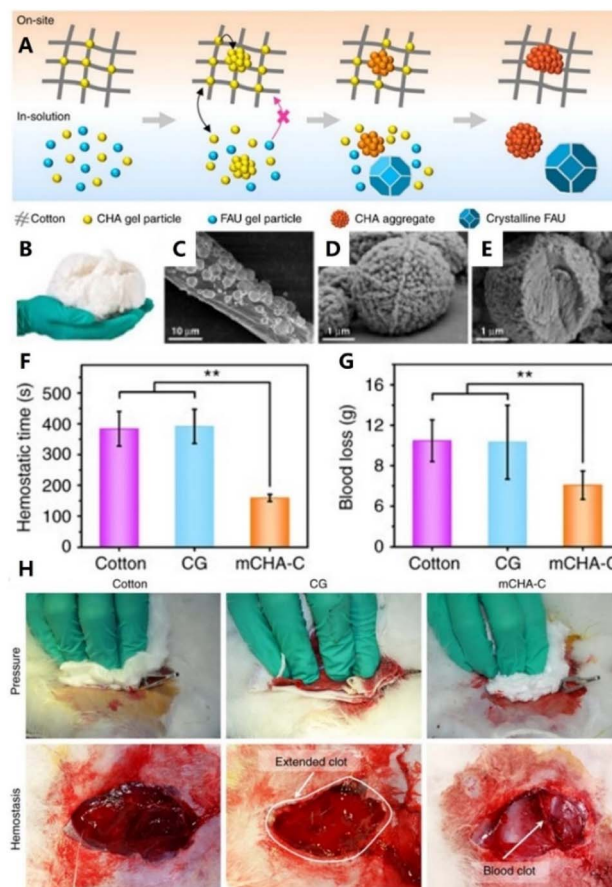 On-site
A
In-solution
Cotton CHA gel particle FAU gel particle CHA aggregate Crystalline FAU
B
C
10 μm
D
1 μm
E
1 μm
F
Hemostatic time (s)
500
400
300
200
100
0
**
Cotton CG mCHA-C
G
Blood loss (g)
16
12
8
4
0
**
Cotton CG mCHA-C
H
Cotton CG mCHA-C
Pressure
Hemostasis
Extended clot
Blood clot